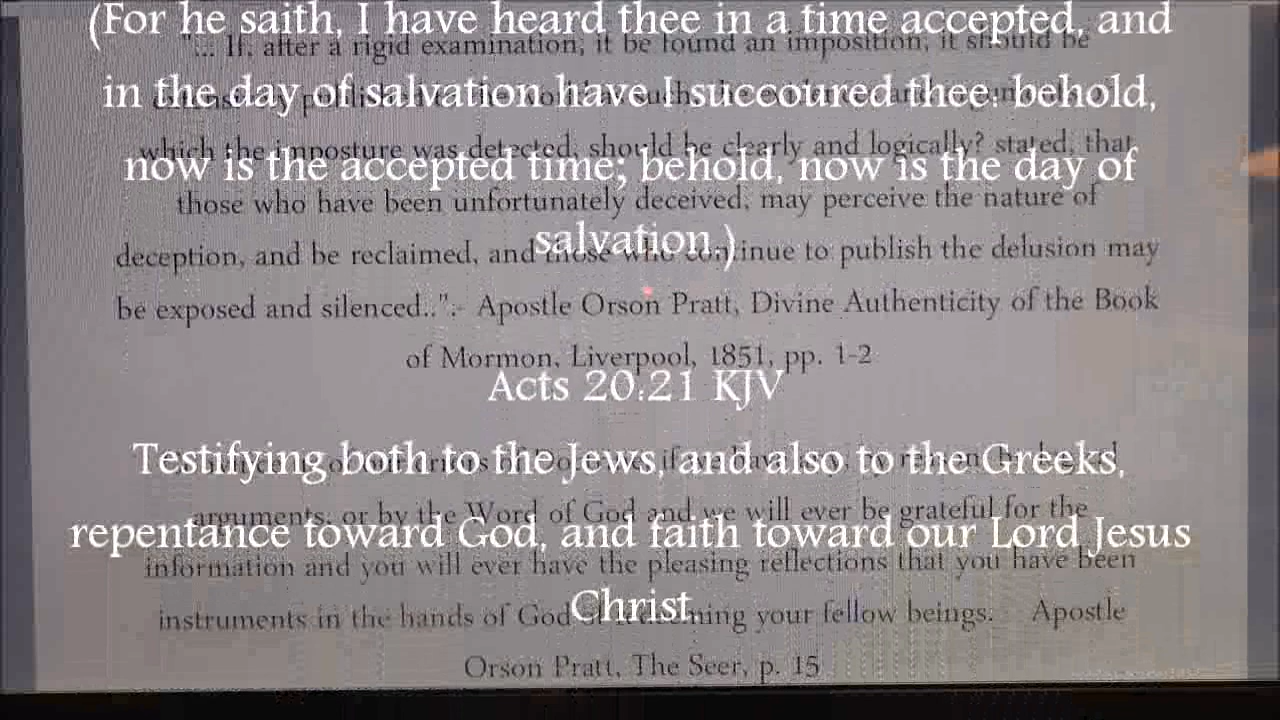 (For he saith, I have heard thee in a time accepted, and
in the day of salvation have I succoured thee: behold,
now is the accepted time; behold, now is the day of
salvation.)
Acts 20:21 KJV
Testifying both to the Jews, and also to the Greeks,
repentance toward God, and faith toward our Lord Jesus
Christ
"... If, after a rigid examination, it be found an imposition, it should be
which the imposture was detected, should be clearly and logically? stated, that
those who have been unfortunately deceived, may perceive the nature of
deception, and be reclaimed, and those who continue to publish the delusion may
be exposed and silenced..":- Apostle Orson Pratt, Divine Authenticity of the Book
of Mormon, Liverpool, 1851, pp. 1-2
arguments; or by the Word of God and we will ever be grateful for the
information and you will ever have the pleasing reflections that you have been
instruments in the hands of God of redeeming your fellow beings. Apostle
Orson Pratt, The Seer, p. 15